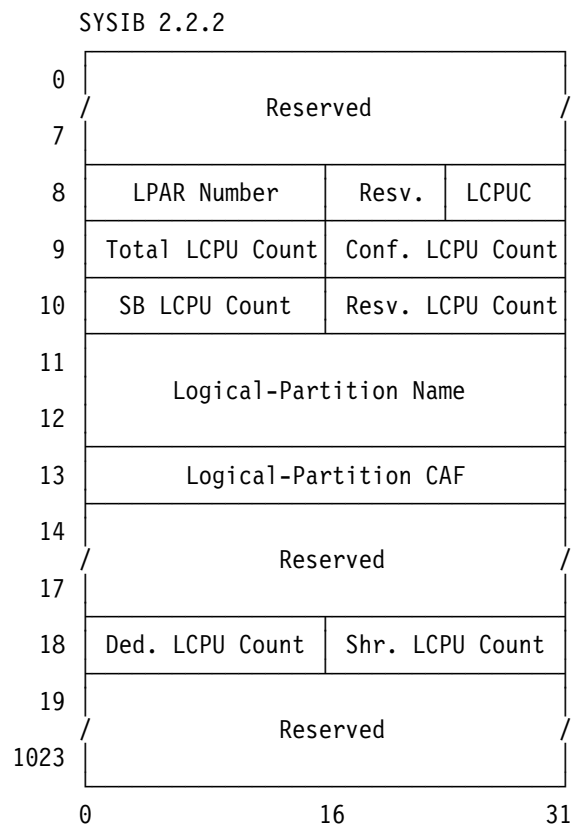 SYSIB 2.2.2
0
Reserved
7
8 LPAR Number Resv. LCPUC
9 Total LCPU Count Conf. LCPU Count
10 SB LCPU Count Resv. LCPU Count
11
Logical-Partition Name
12
13 Logical-Partition CAF
14
Reserved
17
18 Ded. LCPU Count Shr. LCPU Count
19
Reserved
1023
0 16 31